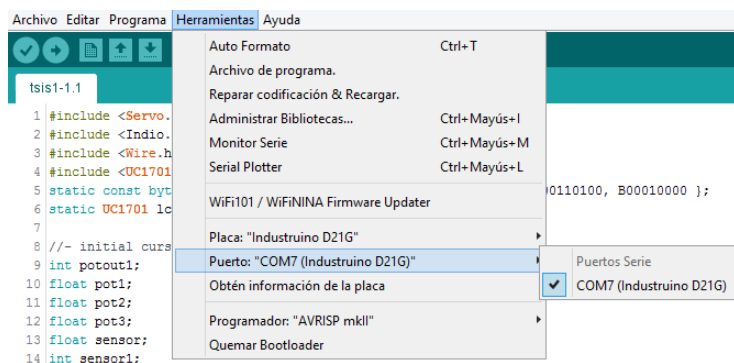 Archivo Editar Programa Herramientas Ayuda
Auto Formato Ctrl+T
Archivo de programa.
Reparar codificación & Recargar.
Administrar Bibliotecas... Ctrl+Mayús+I
Monitor Serie Ctrl+Mayús+M
Serial Plotter Ctrl+Mayús+L
WiFi101 / WiFiNINA Firmware Updater
Placa: "Industruino D21G"
Puerto: "COM7 (Industruino D21G)"
Obtén información de la placa
Programador: "AVRISP mkII"
Quemar Bootloader
Puertos Serie
COM7 (Industruino D21G)
tsis1-1.1
1 #include <Servo.
2 #include <Indio.
3 #include <Wire.h
4 #include <UC1701
5 static const byt 00110100, B00010000 };
6 static UC1701 lc
7
8 //- initial curs
9 int potout1;
10 float pot1;
11 float pot2;
12 float pot3;
13 float sensor;
14 int sensor1;